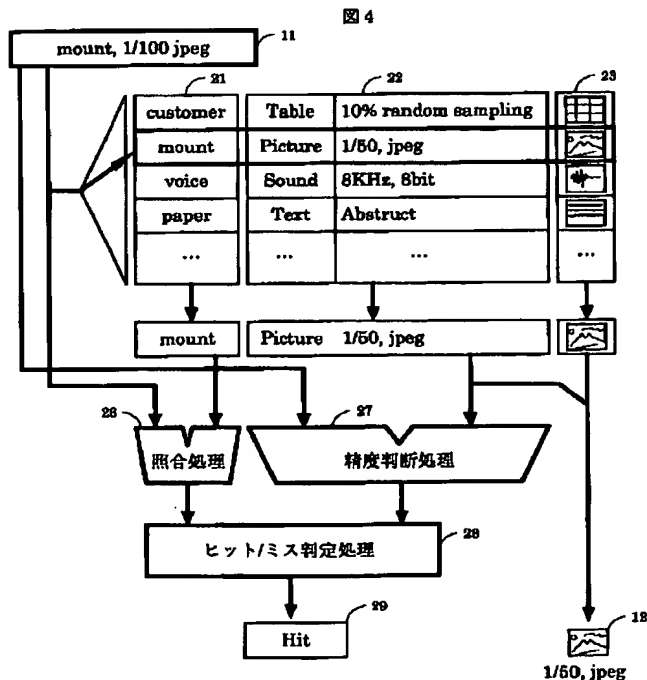 図4
mount, 1/100 jpeg
11
21
22
23
customer Table 10% random sampling
mount Picture 1/50, jpeg
voice Sound 8KHz, 8bit
paper Text Abstruct
... ... ... ...
mount Picture 1/50, jpeg
26
27
照合処理 精度判断処理
ヒット/ミス判定処理
28
29
Hit
12
1/50, jpeg